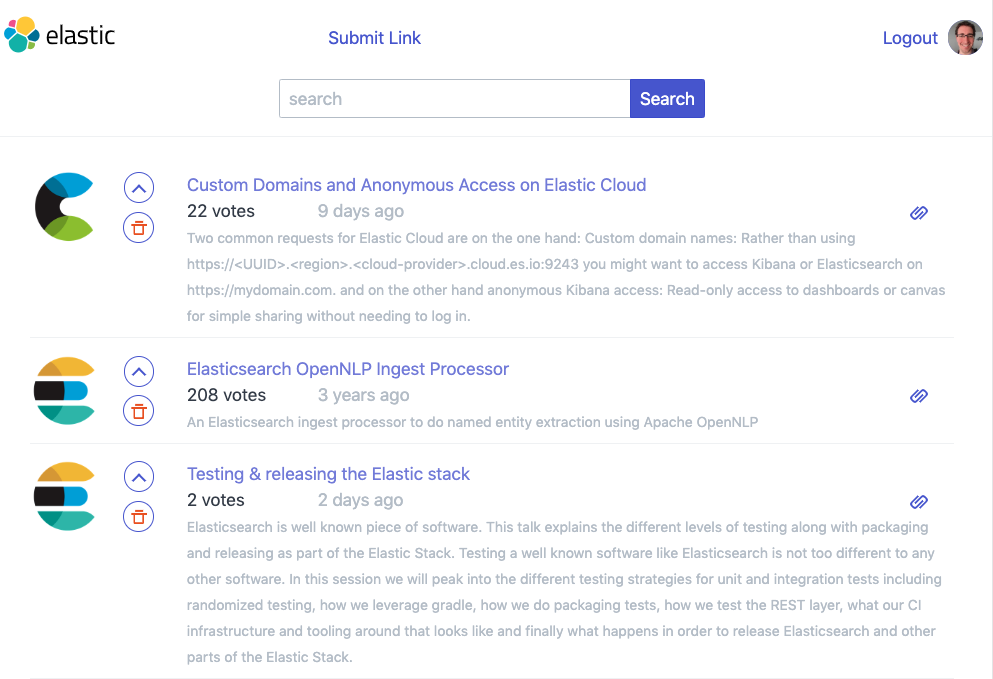 elastic
Submit Link
Logout
search
Search
Custom Domains and Anonymous Access on Elastic Cloud
22 votes
9 days ago
Two common requests for Elastic Cloud are on the one hand: Custom domain names: Rather than using
https://<UUID>.<region>.<cloud-provider>.cloud.es.io:9243 you might want to access Kibana or Elasticsearch on
https://mydomain.com. and on the other hand anonymous Kibana access: Read-only access to dashboards or canvas
for simple sharing without needing to log in.
Elasticsearch OpenNLP Ingest Processor
208 votes
3 years ago
An Elasticsearch ingest processor to do named entity extraction using Apache OpenNLP
Testing & releasing the Elastic stack
2 votes
2 days ago
Elasticsearch is well known piece of software. This talk explains the different levels of testing along with packaging
and releasing as part of the Elastic Stack. Testing a well known software like Elasticsearch is not too different to any
other software. In this session we will peak into the different testing strategies for unit and integration tests including
randomized testing, how we leverage gradle, how we do packaging tests, how we test the REST layer, what our CI
infrastructure and tooling around that looks like and finally what happens in order to release Elasticsearch and other
parts of the Elastic Stack.